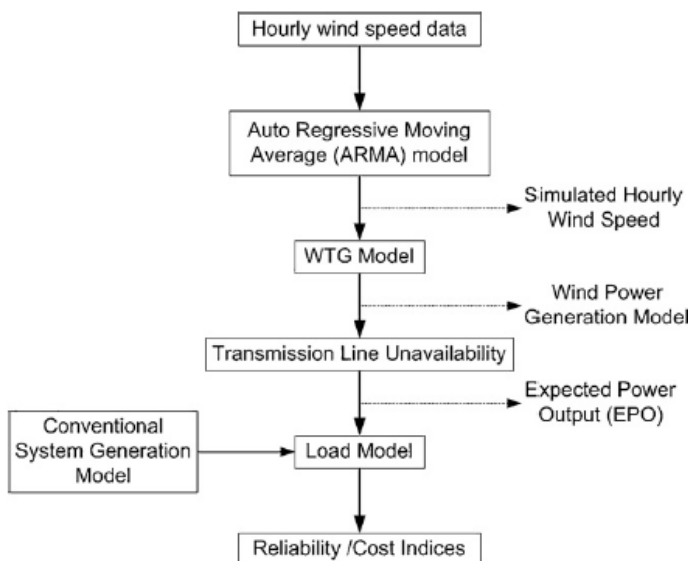 Hourly wind speed data
Auto Regressive Moving
Average (ARMA) model
Simulated Hourly
Wind Speed
WTG Model
Wind Power
Generation Model
Transmission Line Unavailability
Expected Power
Output (EPO)
Conventional
System Generation
Model
Load Model
Reliability /Cost Indices